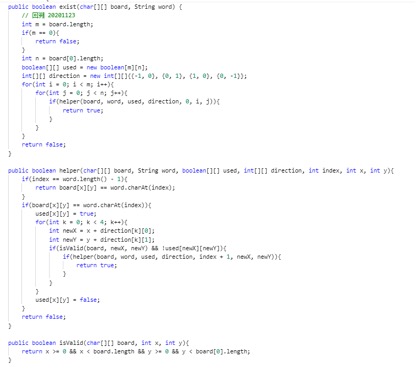 public boolean exist(char[][] board, String word) {
// 回溯 20201123
int m = board.length;
if(m == 0){
return false;
}
int n = board[0].length;
boolean[][] used = new boolean[m][n];
int[][] direction = new int[][]{{-1, 0}, {0, 1}, {1, 0}, {0, -1}};
for(int i = 0; i < m; i++){
for(int j = 0; j < n; j++){
if(helper(board, word, used, direction, 0, i, j)){
return true;
}
}
}
return false;
}
public boolean helper(char[][] board, String word, boolean[][] used, int[][] direction, int index, int x, int y){
if(index == word.length() - 1){
return board[x][y] == word.charAt(index);
}
if(board[x][y] == word.charAt(index)){
used[x][y] = true;
for(int k = 0; k < 4; k++){
int newX = x + direction[k][0];
int newY = y + direction[k][1];
if(isValid(board, newX, newY) && !used[newX][newY]){
if(helper(board, word, used, direction, index + 1, newX, newY)){
return true;
}
}
}
used[x][y] = false;
}
return false;
}
public boolean isValid(char[][] board, int x, int y){
return x >= 0 && x < board.length && y >= 0 && y < board[0].length;
}